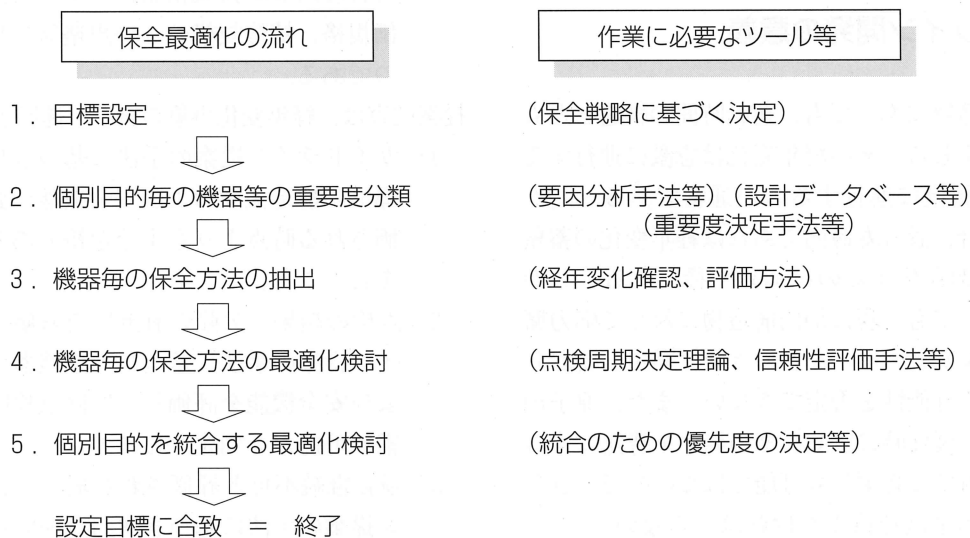 保全最適化の流れ
作業に必要なツール等
1．目標設定
（保全戦略に基づく決定）
2．個別目的毎の機器等の重要度分類
（要因分析手法等）（設計データベース等）
（重要度決定手法等）
3．機器毎の保全方法の抽出
（経年変化確認、評価方法）
4．機器毎の保全方法の最適化検討
（点検周期決定理論、信頼性評価手法等）
5．個別目的を統合する最適化検討
（統合のための優先度の決定等）
設定目標に合致　＝　終了